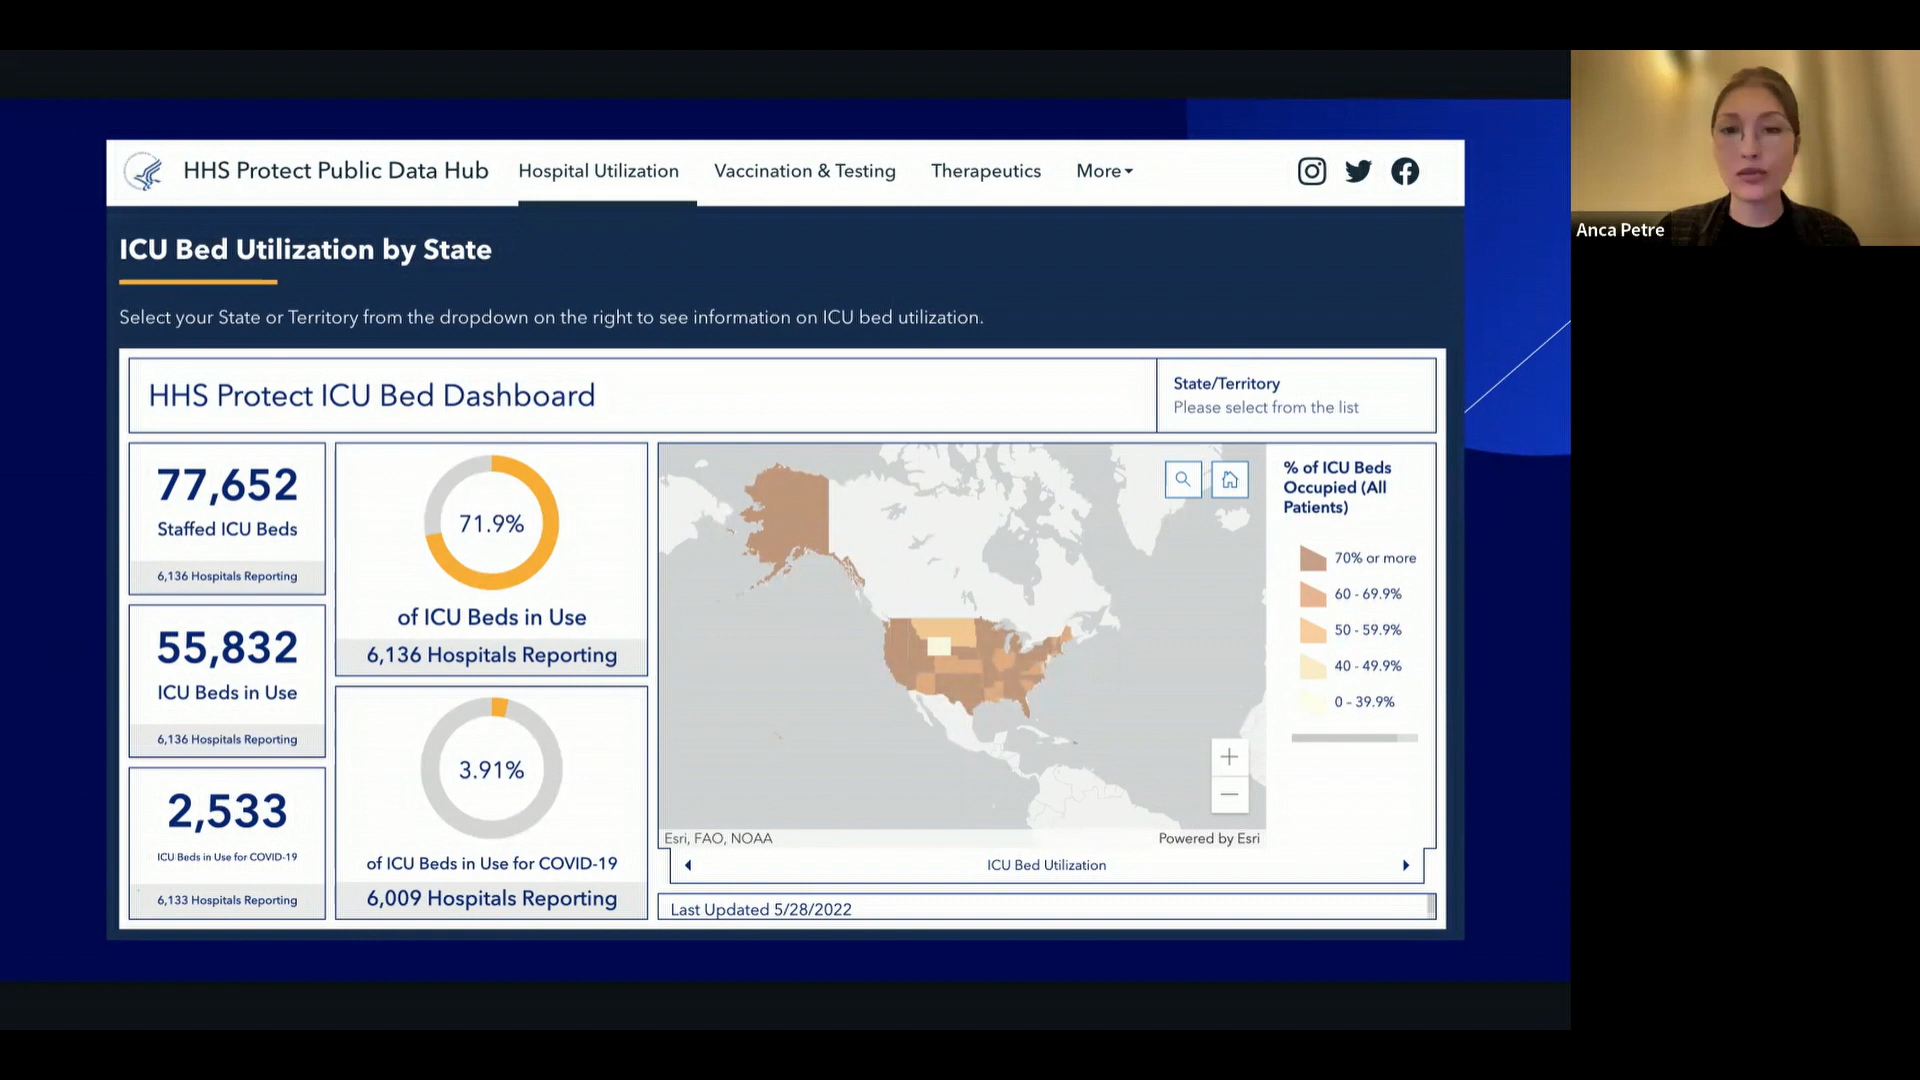 HHS Protect Public Data Hub
Hospital Utilization
Vaccination & Testing
Therapeutics
More
Anca Petre
ICU Bed Utilization by State
Select your State or Territory from the dropdown on the right to see information on ICU bed utilization.
HHS Protect ICU Bed Dashboard
State/Territory
Please select from the list
77,652
Staffed ICU Beds
6,136 Hospitals Reporting
55,832
ICU Beds in Use
6,136 Hospitals Reporting
2,533
ICU Beds in Use for COVID-19
6,133 Hospitals Reporting
71.9%
of ICU Beds in Use
6,136 Hospitals Reporting
3.91%
of ICU Beds in Use for COVID-19
6,009 Hospitals Reporting
% of ICU Beds
Occupied (All
Patients)
70% or more
60 - 69.9%
50 - 59.9%
40 - 49.9%
0 - 39.9%
Esri, FAO, NOAA
Powered by Esri
ICU Bed Utilization
Last Updated 5/28/2022